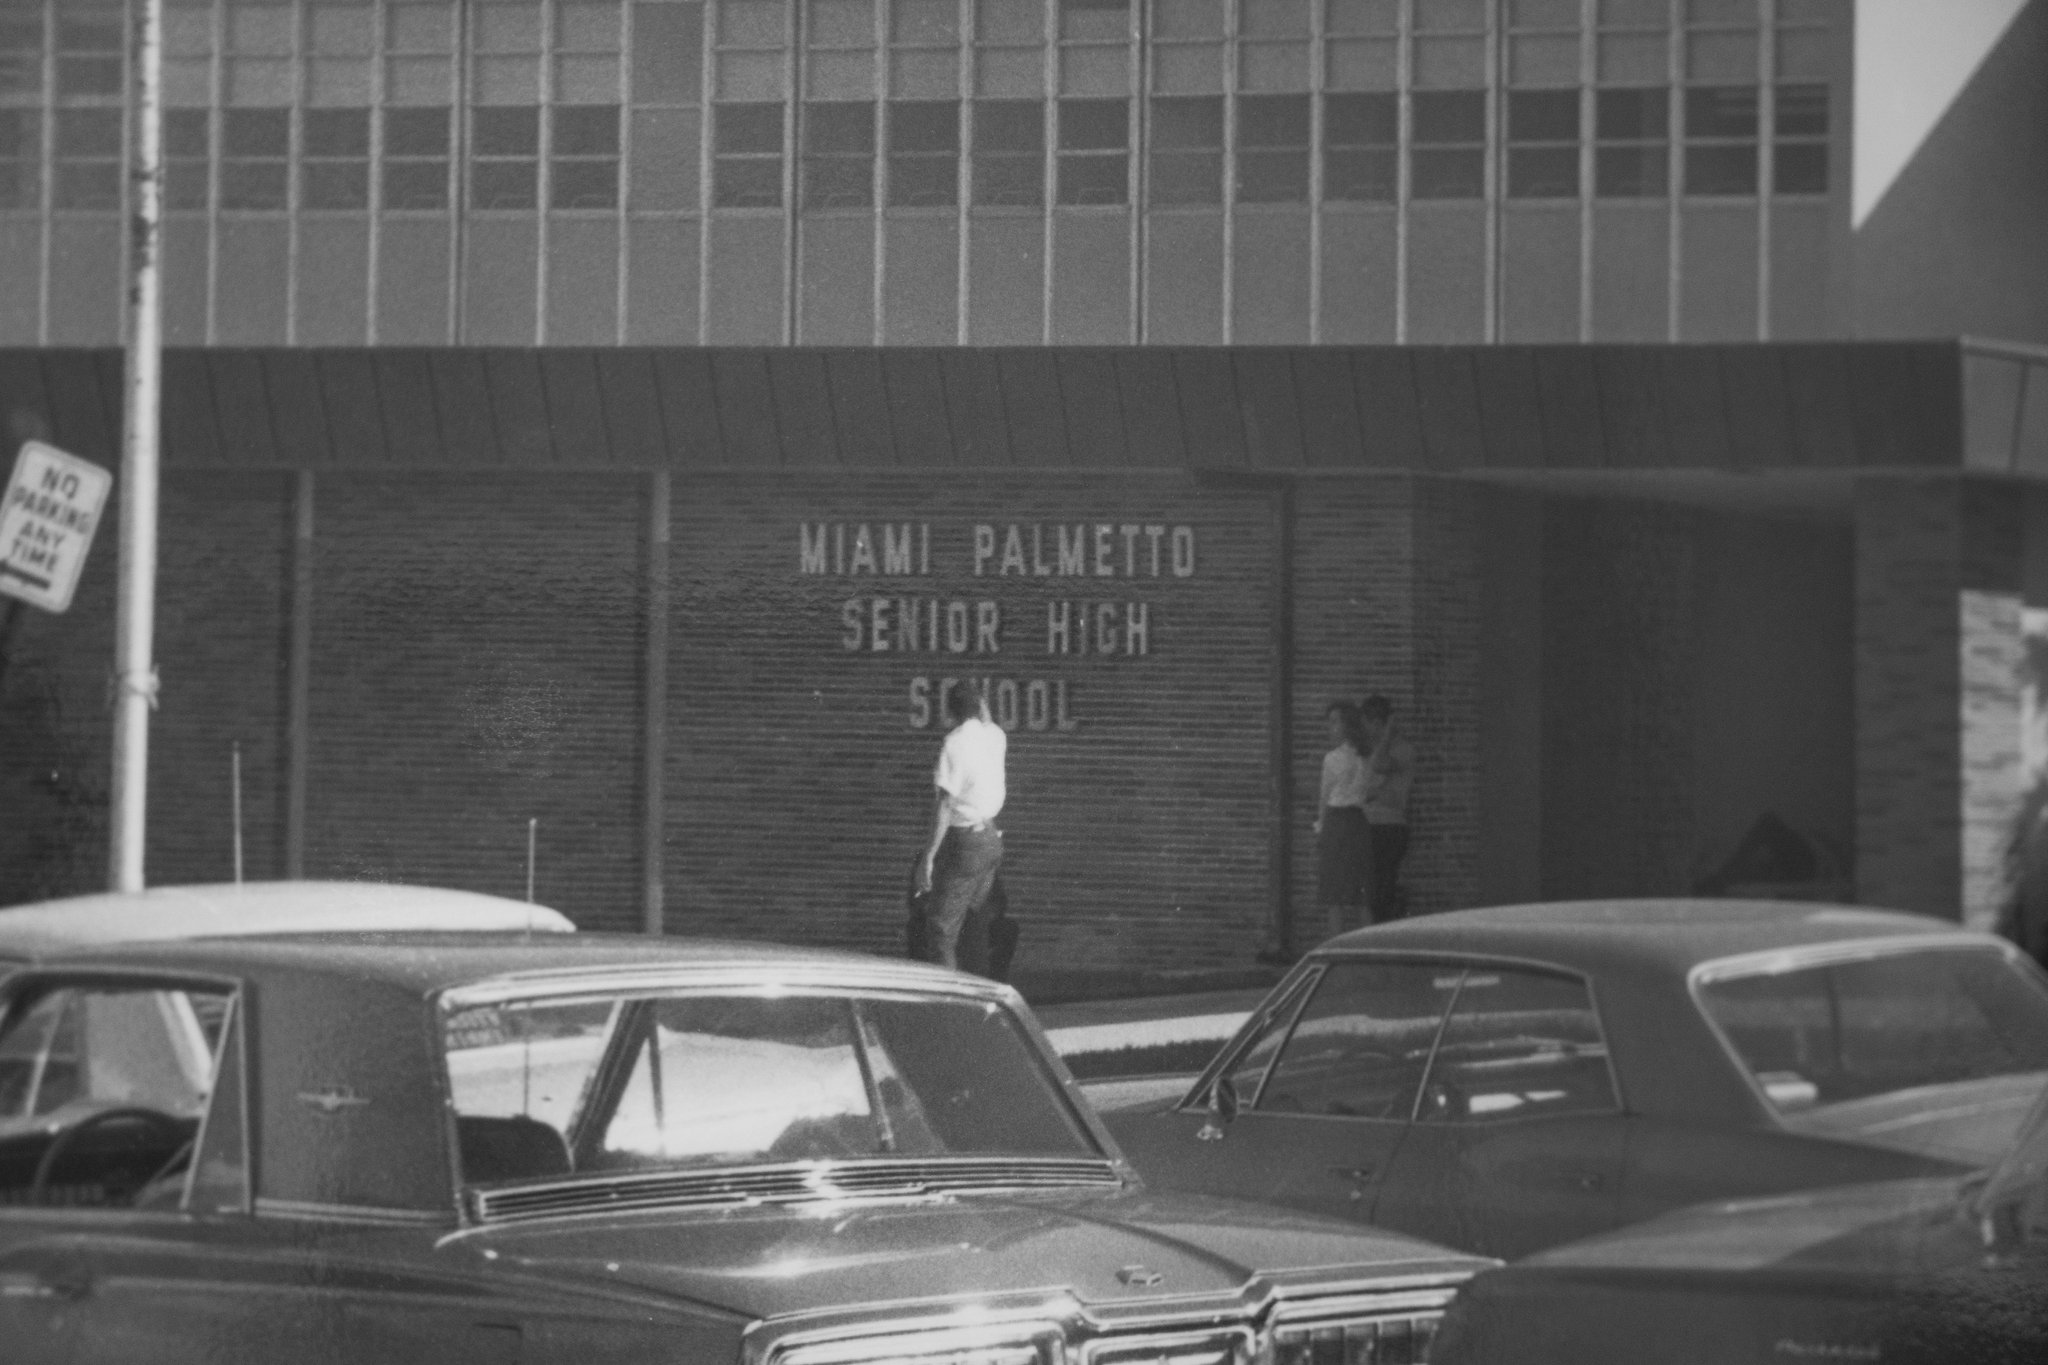 NO
PARKING
ANY
TIME
MIAMI PALMETTO
SENIOR HIGH
SCHOOL